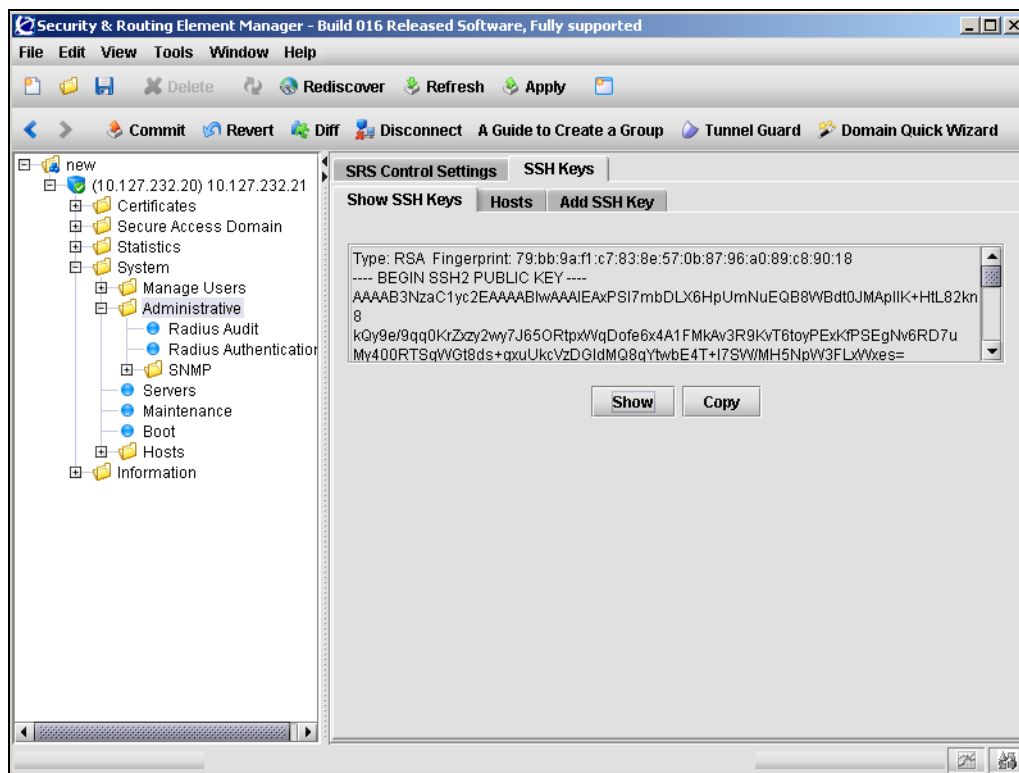 Security & Routing Element Manager - Build 016 Released Software, Fully supported
File Edit View Tools Window Help
Delete Rediscover Refresh Apply
Commit Revert Diff Disconnect A Guide to Create a Group Tunnel Guard Domain Quick Wizard
new
(10.127.232.20) 10.127.232.21
Certificates
Secure Access Domain
Statistics
System
Manage Users
Administrative
Radius Audit
Radius Authentication
SNMP
Servers
Maintenance
Boot
Hosts
Information
SRS Control Settings SSH Keys
Show SSH Keys Hosts Add SSH Key
Type: RSA Fingerprint: 79:bb:9a:f1:c7:83:8e:57:0b:87:96:a0:89:c8:90:18
---- BEGIN SSH2 PUBLIC KEY ----
AAAAB3NzaC1yc2EAAAABIwAAAIEAxPSI7mbDLX6HpUmNuEQB8WBdt0JMApIIK+HtL82kn
8
kQy9e/9qq0KrZxzy2wy7J65ORtpxWqDofe6x4A1FMkAv3R9KvT6toyPExKfPSEgNv6RD7u
My400RTSqWGt8ds+qxuUkcVzDGIdMQ8qYtwbE4T+I7SW/MH5NpW3FLxWxes=
Show Copy